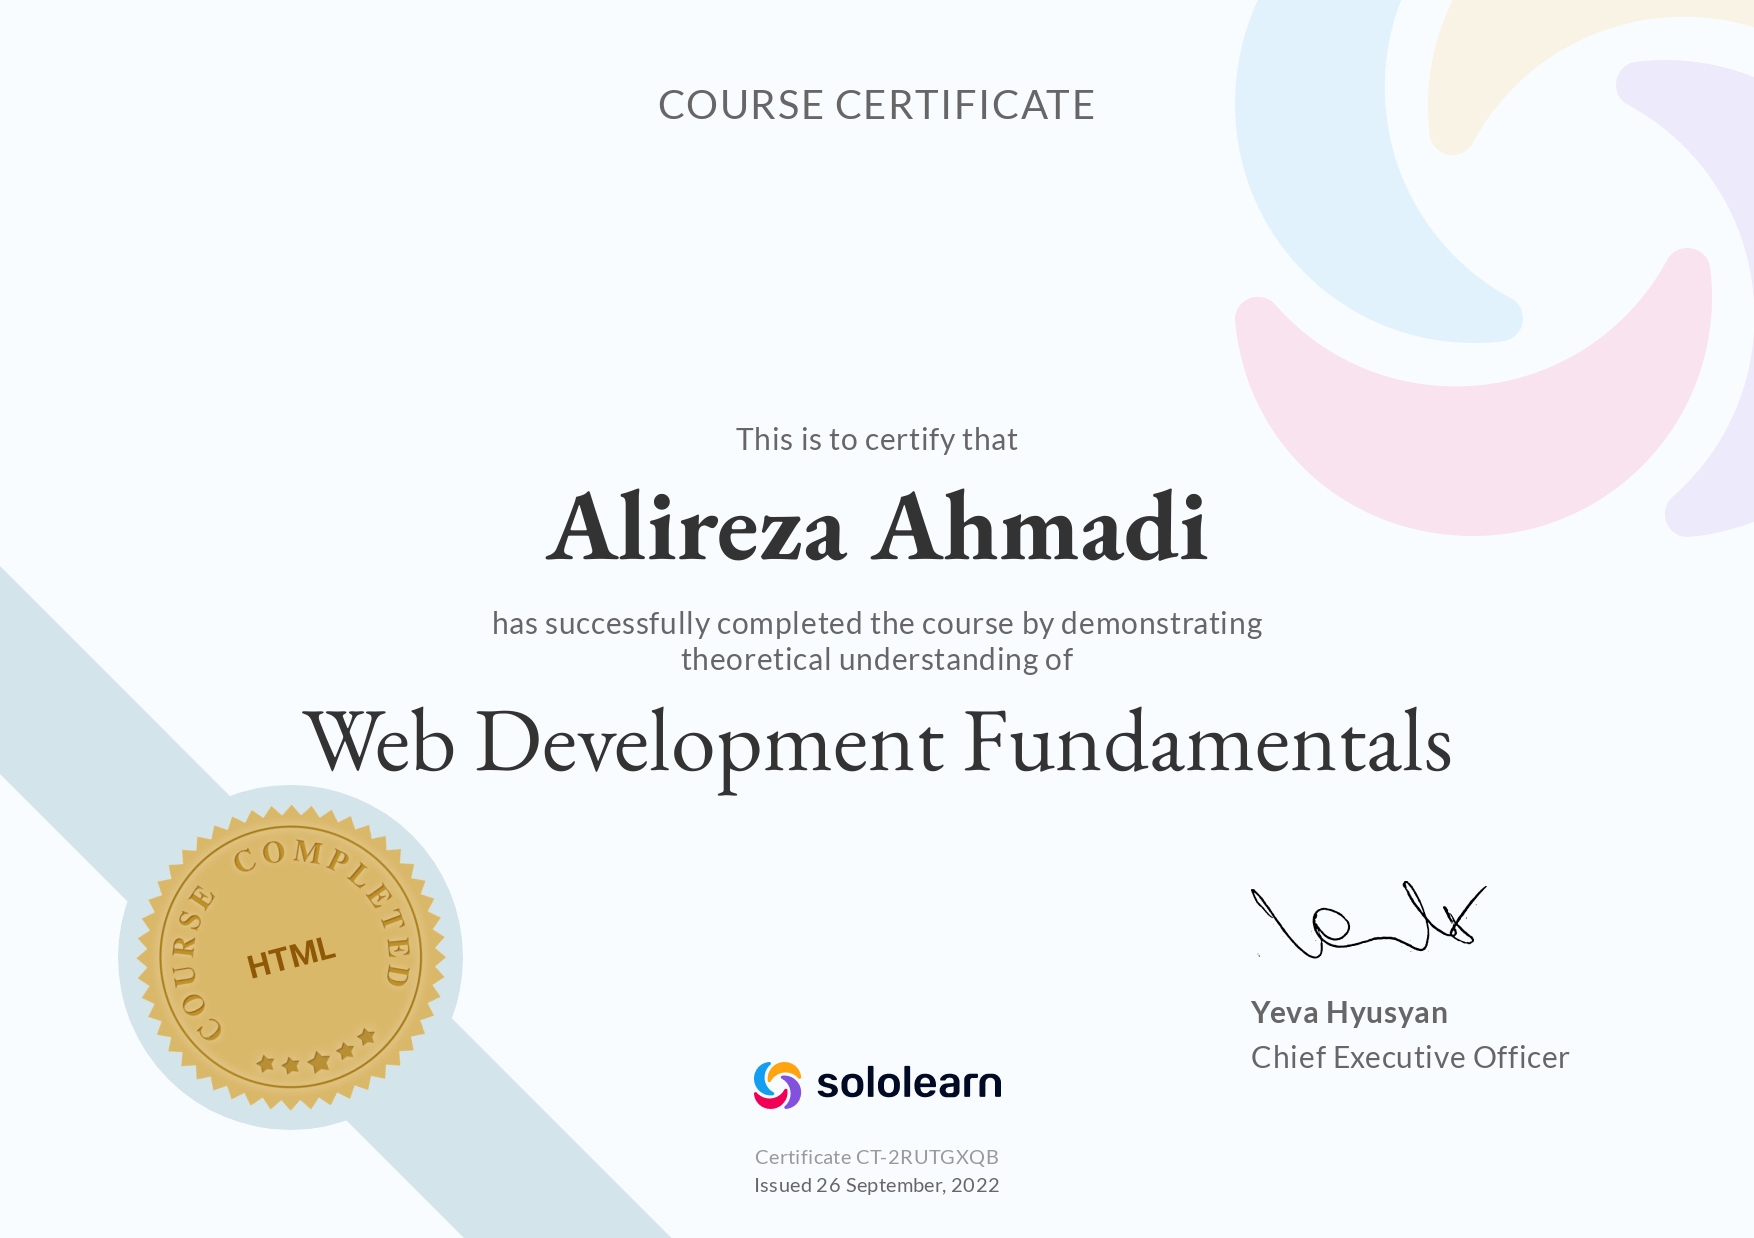 COURSE CERTIFICATE
This is to certify that
Alireza Ahmadi
has successfully completed the course by demonstrating
theoretical understanding of
Web Development Fundamentals
COURSE COMPLETED
HTML
Yeva Hyusyan
Chief Executive Officer
sololearn
Certificate CT-2RUTGXQB
Issued 26 September, 2022